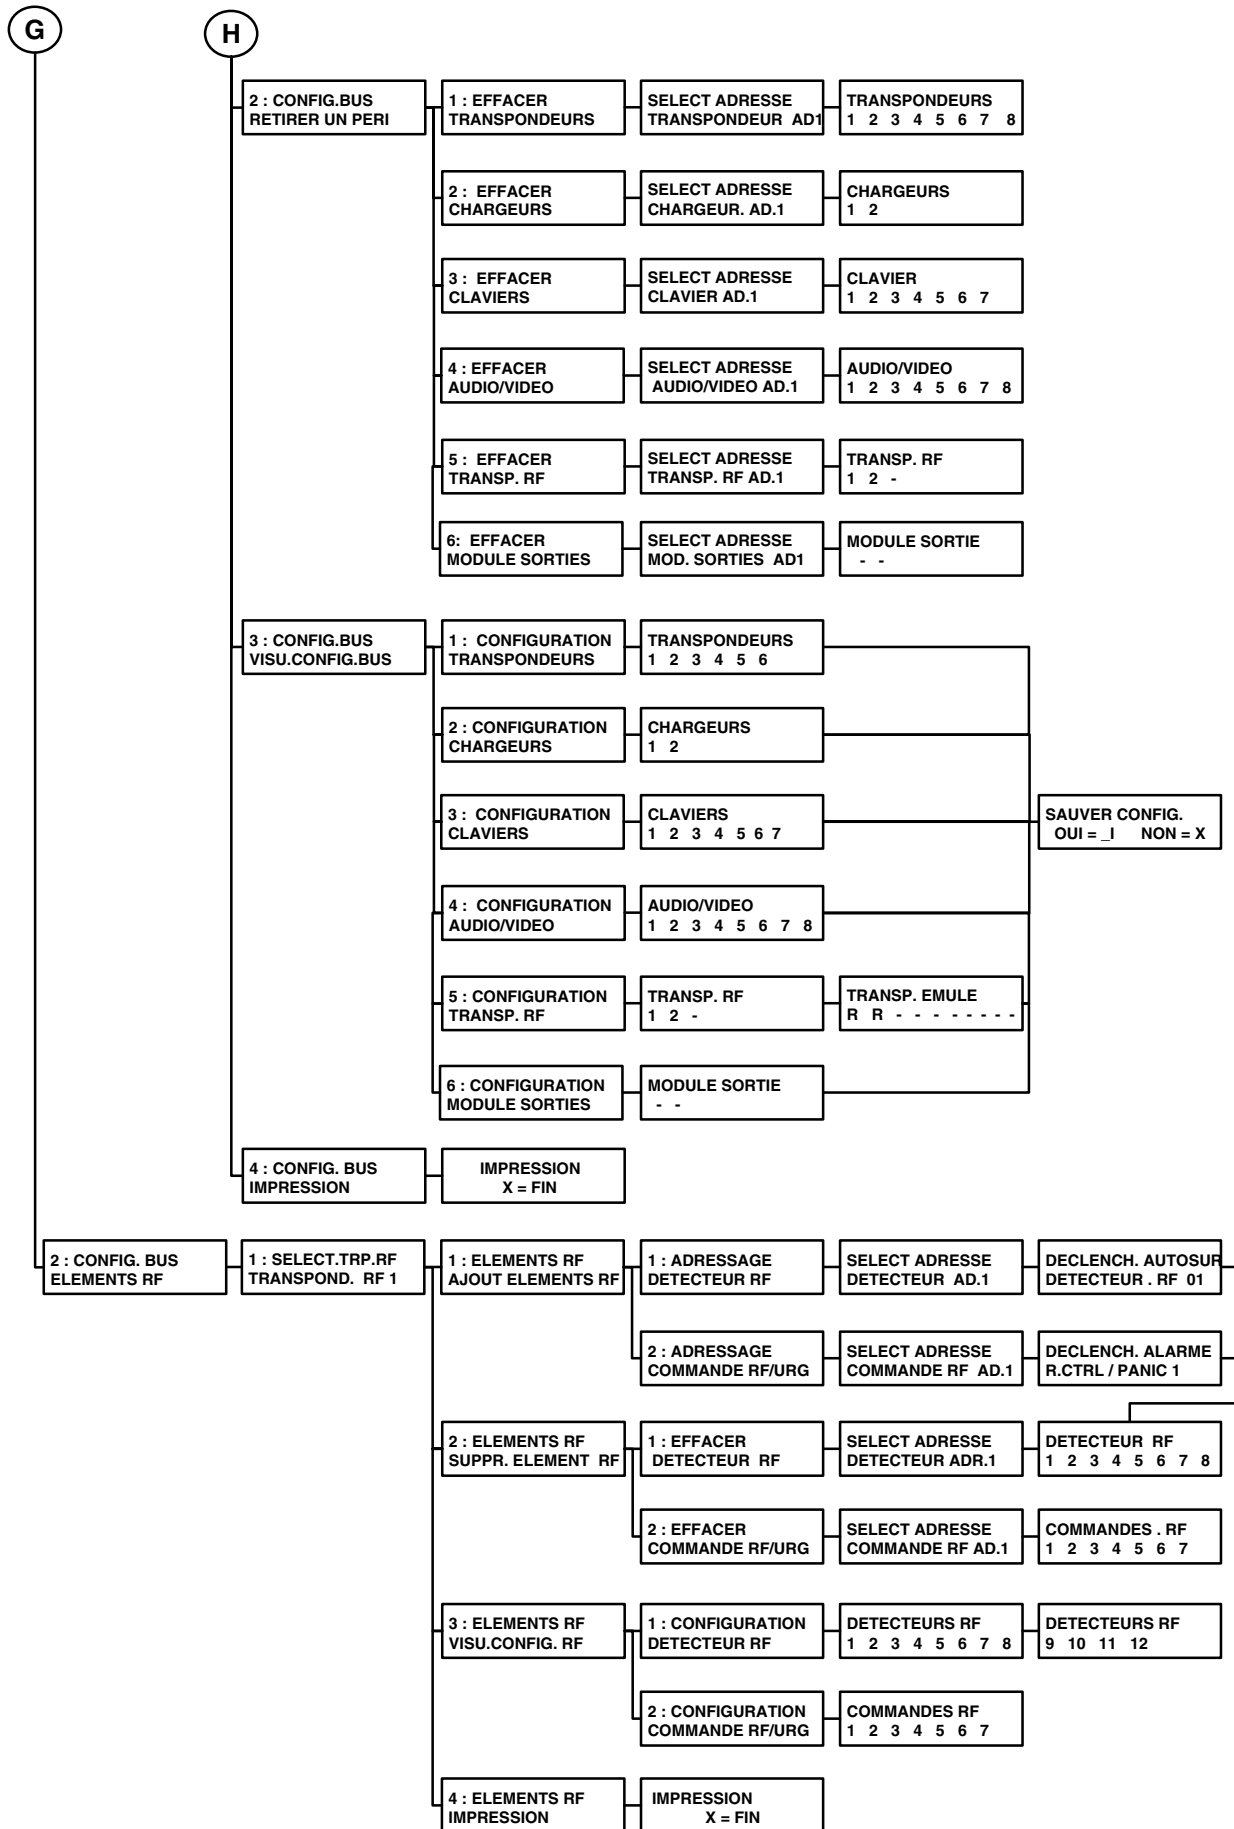 G
H
2 : CONFIG.BUS
RETIRER UN PERI
1 : EFFACER
TRANSPONDEURS
SELECT ADRESSE
TRANSPONDEUR AD1
TRANSPONDEURS
1 2 3 4 5 6 7 8
2 : EFFACER
CHARGEURS
SELECT ADRESSE
CHARGEUR. AD.1
CHARGEURS
1 2
3 : EFFACER
CLAVIERS
SELECT ADRESSE
CLAVIER AD.1
CLAVIER
1 2 3 4 5 6 7
4 : EFFACER
AUDIO/VIDEO
SELECT ADRESSE
AUDIO/VIDEO AD.1
AUDIO/VIDEO
1 2 3 4 5 6 7 8
5 : EFFACER
TRANSP. RF
SELECT ADRESSE
TRANSP. RF AD.1
TRANSP. RF
1 2 -
6: EFFACER
MODULE SORTIES
SELECT ADRESSE
MOD. SORTIES AD1
MODULE SORTIE
- -
3 : CONFIG.BUS
VISU.CONFIG.BUS
1 : CONFIGURATION
TRANSPONDEURS
TRANSPONDEURS
1 2 3 4 5 6
2 : CONFIGURATION
CHARGEURS
CHARGEURS
1 2
3 : CONFIGURATION
CLAVIERS
CLAVIERS
1 2 3 4 5 6 7
SAUVER CONFIG.
OUI = _I NON = X
4 : CONFIGURATION
AUDIO/VIDEO
AUDIO/VIDEO
1 2 3 4 5 6 7 8
5 : CONFIGURATION
TRANSP. RF
TRANSP. RF
1 2 -
TRANSP. EMULE
R R - - - - - - - -
6 : CONFIGURATION
MODULE SORTIES
MODULE SORTIE
- -
4 : CONFIG. BUS
IMPRESSION
IMPRESSION
X = FIN
2 : CONFIG. BUS
ELEMENTS RF
1 : SELECT.TRP.RF
TRANSPOND. RF 1
1 : ELEMENTS RF
AJOUT ELEMENTS RF
1 : ADRESSAGE
DETECTEUR RF
SELECT ADRESSE
DETECTEUR AD.1
DECLENCH. AUTOSUR
DETECTEUR . RF 01
2 : ADRESSAGE
COMMANDE RF/URG
SELECT ADRESSE
COMMANDE RF AD.1
DECLENCH. ALARME
R.CTRL / PANIC 1
2 : ELEMENTS RF
SUPPR. ELEMENT RF
1 : EFFACER
DETECTEUR RF
SELECT ADRESSE
DETECTEUR ADR.1
DETECTEUR RF
1 2 3 4 5 6 7 8
2 : EFFACER
COMMANDE RF/URG
SELECT ADRESSE
COMMANDE RF AD.1
COMMANDES . RF
1 2 3 4 5 6 7
3 : ELEMENTS RF
VISU.CONFIG. RF
1 : CONFIGURATION
DETECTEUR RF
DETECTEURS RF
1 2 3 4 5 6 7 8
DETECTEURS RF
9 10 11 12
2 : CONFIGURATION
COMMANDE RF/URG
COMMANDES RF
1 2 3 4 5 6 7
4 : ELEMENTS RF
IMPRESSION
IMPRESSION
X = FIN